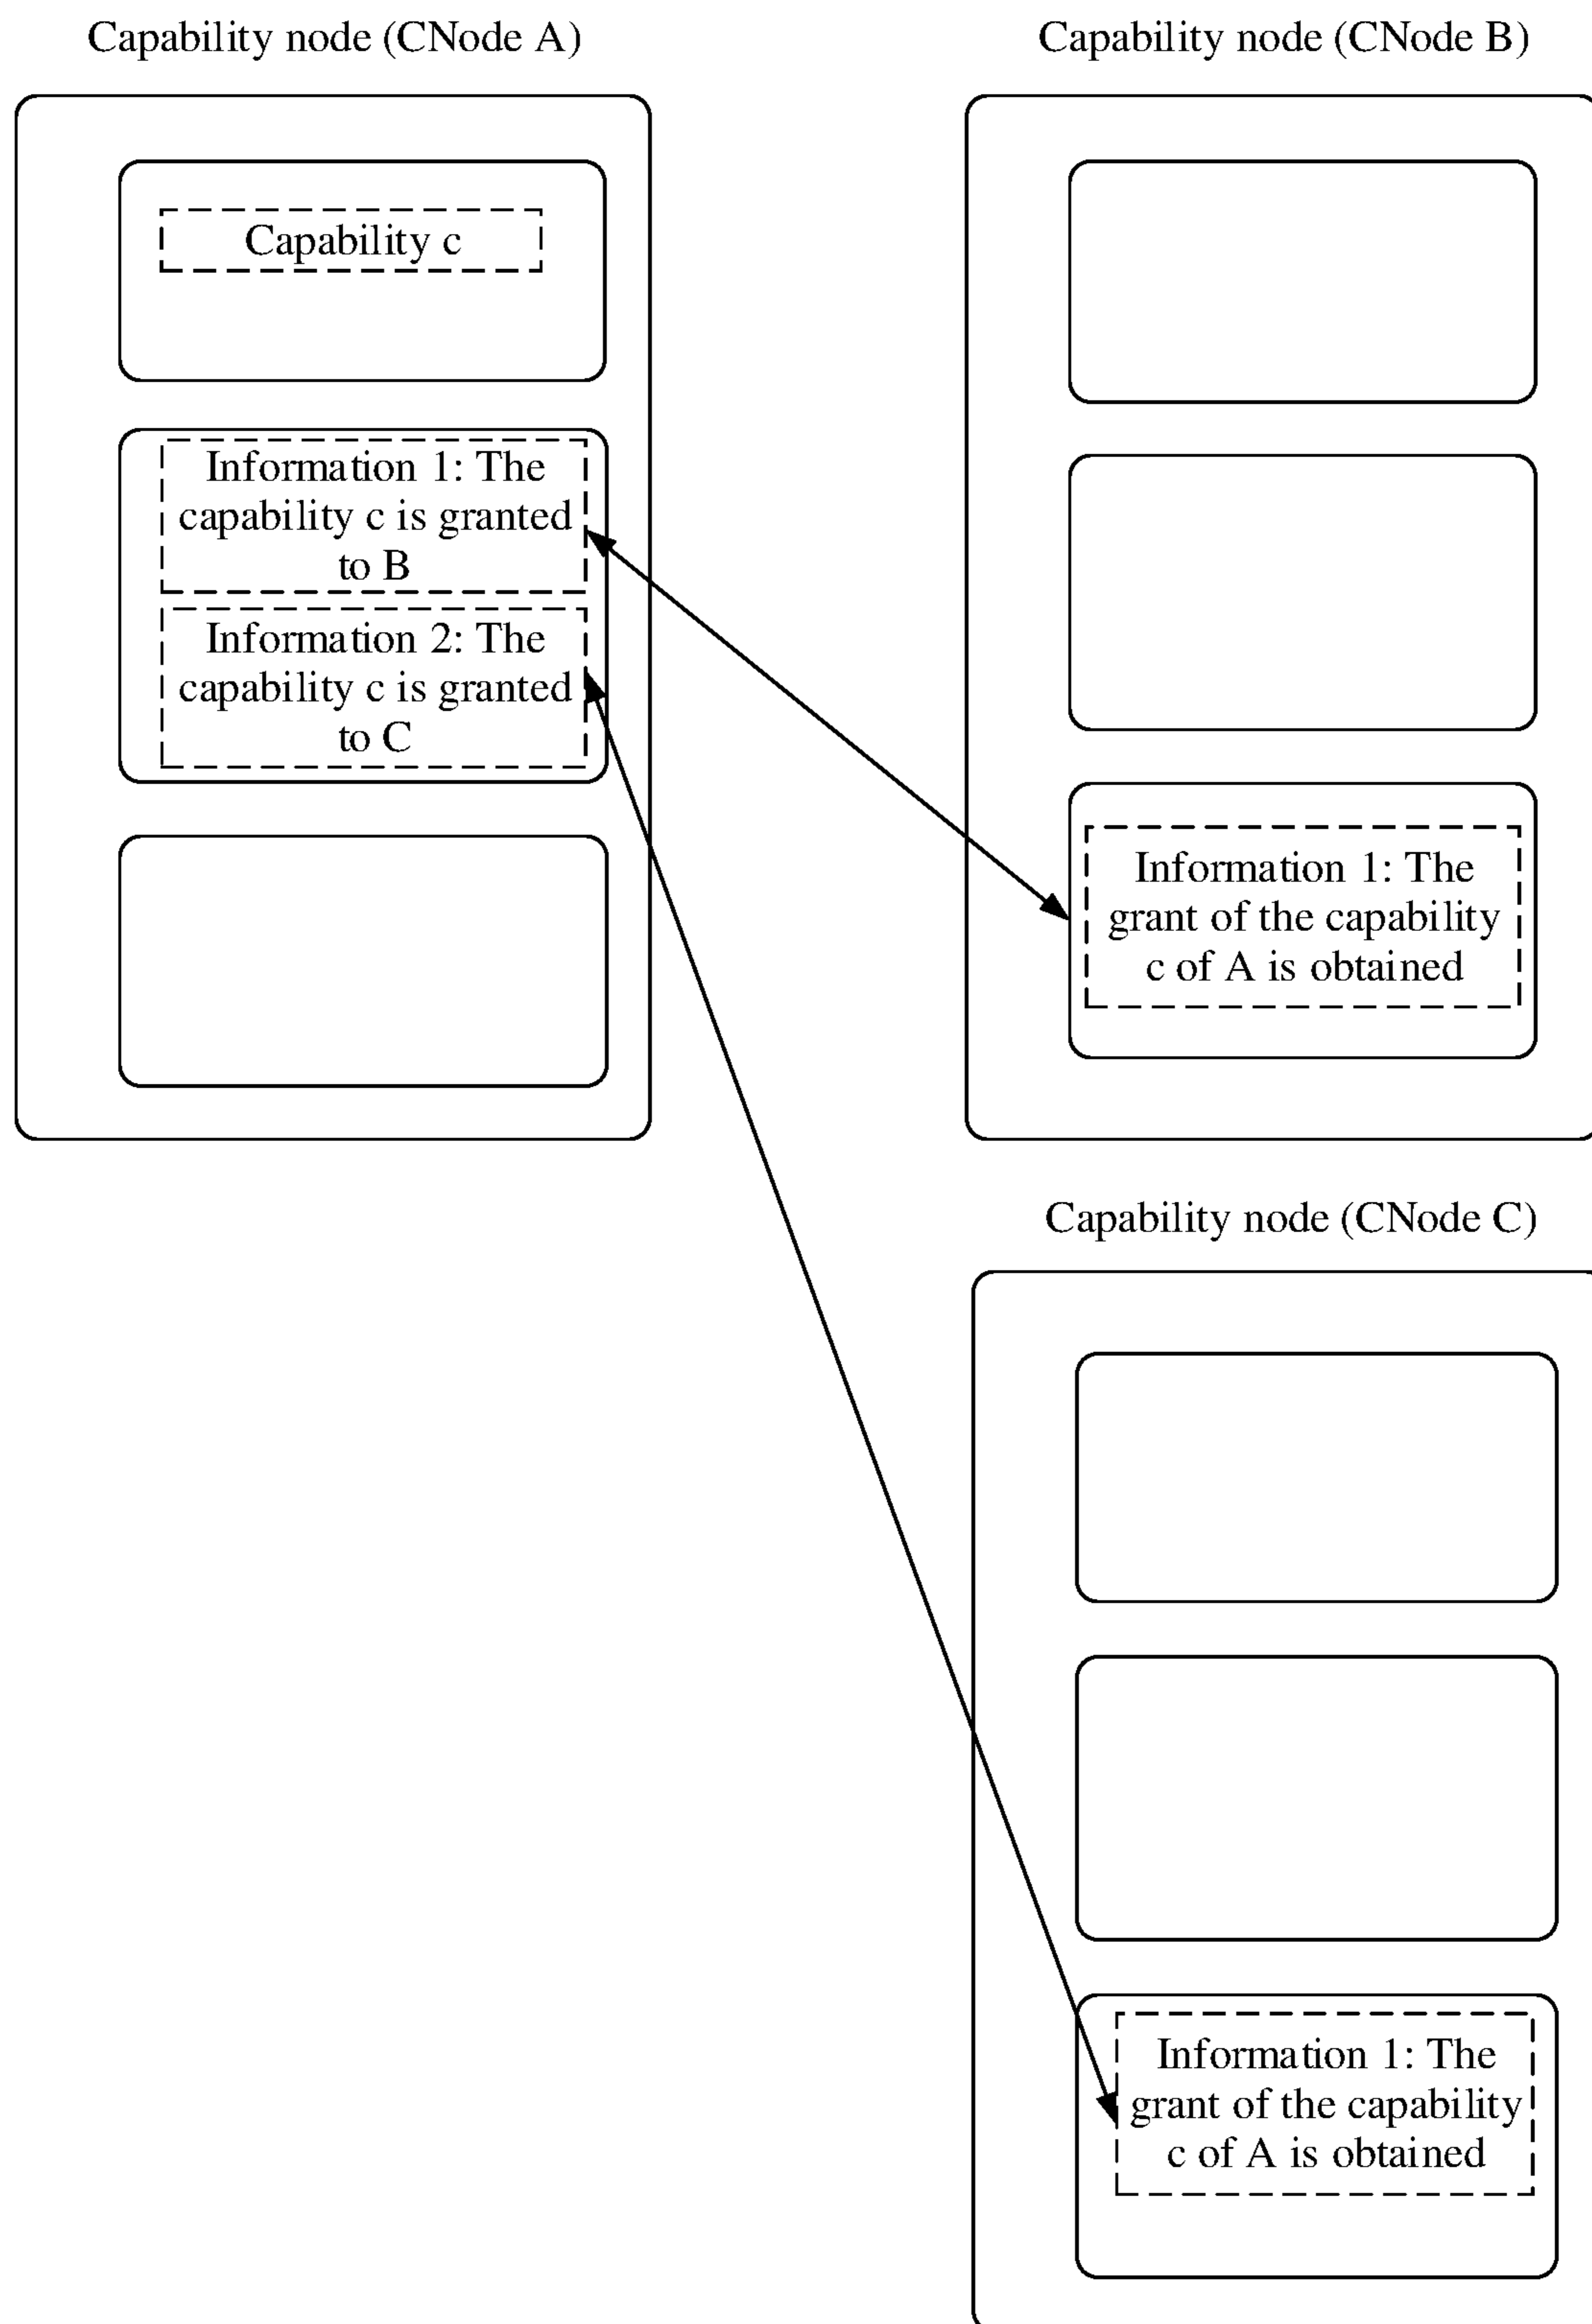 Capability node (CNode A)
Capability c
Information 1: The
capability c is granted
to B
Information 2: The
capability c is granted
to C
Capability node (CNode B)
Information 1: The
grant of the capability
c of A is obtained
Capability node (CNode C)
Information 1: The
grant of the capability
c of A is obtained